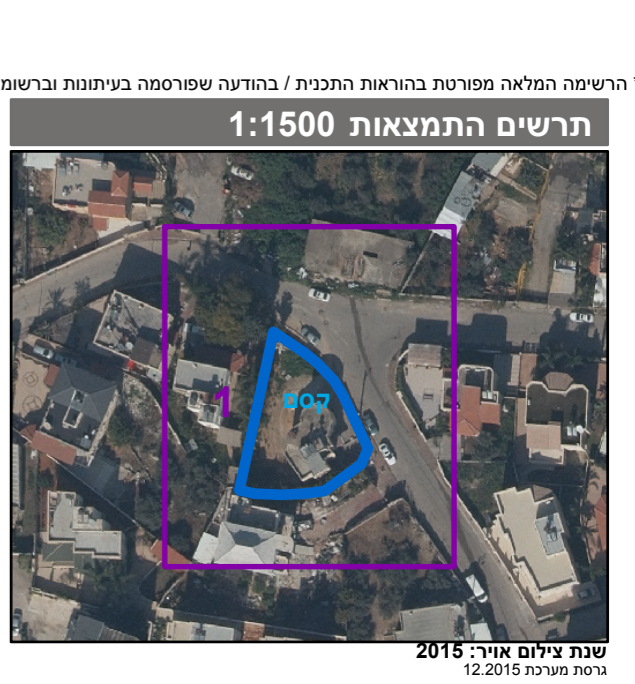 * הרשימה המלאה מפורטת בהוראות התכנית / בהודעה שפורסמה בעיתונות וברשומ
תרשים התמצאות 1:1500
קסם
1
שנת צילום אויר: 2015
גרסת מערכת 12.2015